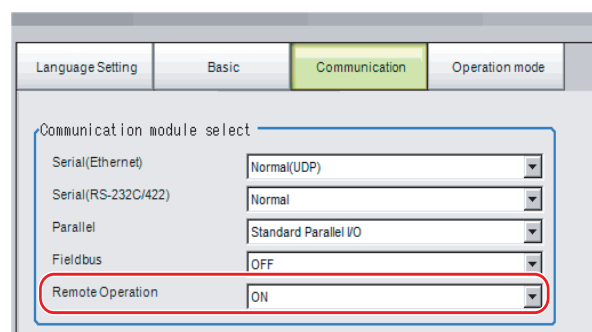 Language Setting Basic Communication Operation mode
Communication module select
Serial(Ethernet) Normal(UDP)
Serial(RS-232C/422) Normal
Parallel Standard Parallel I/O
Fieldbus OFF
Remote Operation ON